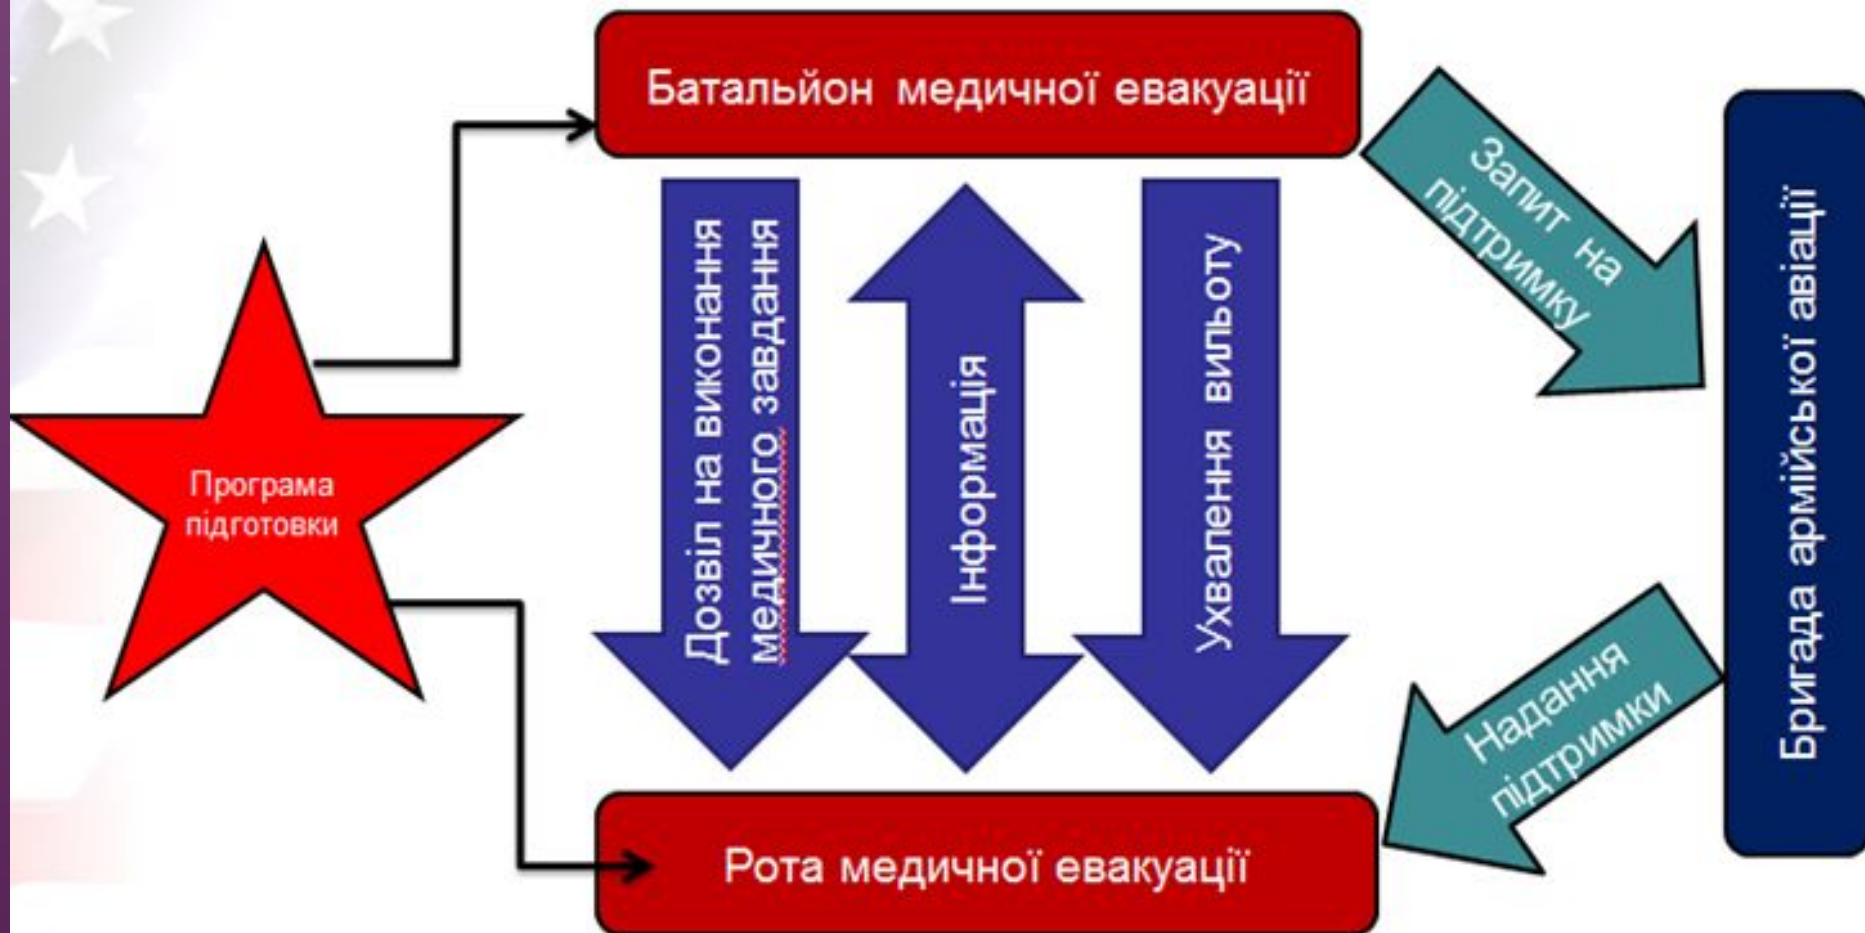 Батальйон медичної евакуації
Запит на
підтримку
Бригада армійської авіації
Дозвіл на виконання
медичного завдання
Інформація
Ухвалення вильоту
Програма
підготовки
Надання
підтримки
Рота медичної евакуації